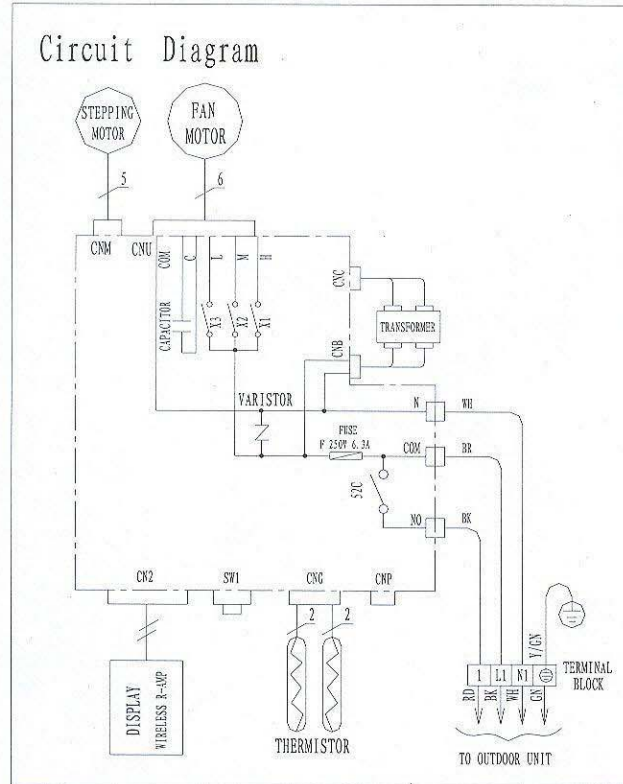 Circuit Diagram
STEPPING
MOTOR
FAN
MOTOR
5
6
CNM
CNU
COM
C
L
M
H
CNC
CAPACITOR
X3
X2
X1
TRANSFORMER
CNB
VARISTOR
N
WH
FUSE
F 250T 6.3A
COM
BR
52C
NO
BK
CN2
SW1
CNG
CNP
2
2
Y/GN
DISPLAY
WIRELESS R-AMP
THERMISTOR
1
L1
N1
TERMINAL
BLOCK
RD
BK
WH
GN
TO OUTDOOR UNIT